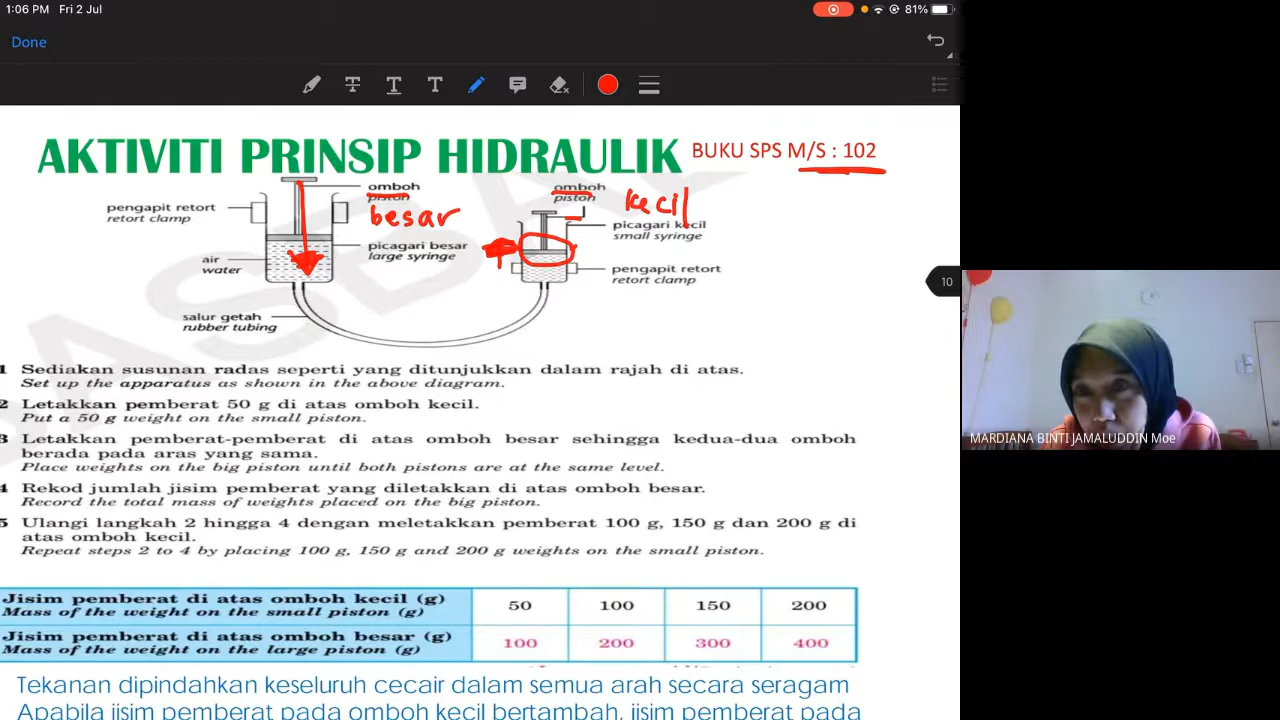 1:06 PM Fri 2 Jul
81%
Done
AKTIVITI PRINSIP HIDRAULIK
BUKU SPS M/S : 102
omboh
piston
besar
omboh
piston
kecil
pengapit retort
retort clamp
picagari kecil
small syringe
picagari besar
large syringe
air
water
pengapit retort
retort clamp
10
salur getah
rubber tubing
1 Sediakan susunan radas seperti yang ditunjukkan dalam rajah di atas.
Set up the apparatus as shown in the above diagram.
2 Letakkan pemberat 50 g di atas omboh kecil.
Put a 50 g weight on the small piston.
3 Letakkan pemberat-pemberat di atas omboh besar sehingga kedua-dua omboh
berada pada aras yang sama.
Place weights on the big piston until both pistons are at the same level.
4 Rekod jumlah jisim pemberat yang diletakkan di atas omboh besar.
Record the total mass of weights placed on the big piston.
5 Ulangi langkah 2 hingga 4 dengan meletakkan pemberat 100 g, 150 g dan 200 g di
atas omboh kecil.
Repeat steps 2 to 4 by placing 100 g, 150 g and 200 g weights on the small piston.
Jisim pemberat di atas omboh kecil (g) 50 100 150 200
Mass of the weight on the small piston (g)
Jisim pemberat di atas omboh besar (g) 100 200 300 400
Mass of the weight on the large piston (g)
Tekanan dipindahkan keseluruh cecair dalam semua arah secara seragam
Apabila jisim pemberat pada omboh kecil bertambah, jisim pemberat pada
MARDIANA BINTI JAMALUDDIN Moe